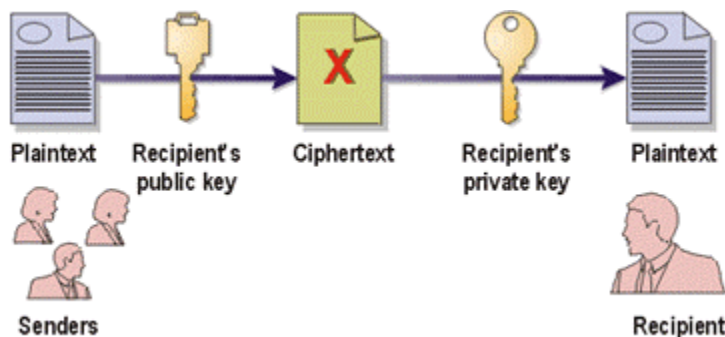 X
Plaintext
Recipient's
public key
Ciphertext
Recipient's
private key
Plaintext
Senders
Recipient